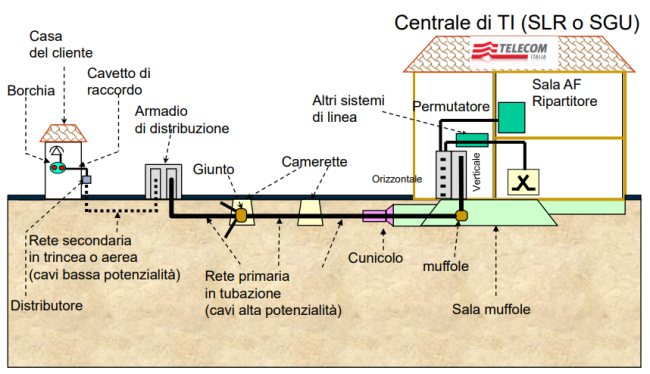 Centrale di TI (SLR o SGU)
TELECOM
ITALIA
Casa
del cliente
Cavetto di
raccordo
Borchia
Armadio
di distribuzione
Altri sistemi
di linea
Permutatore
Sala AF
Ripartitore
Giunto
Camerette
Orizzontale
Verticale
Rete secondaria
in trincea o aerea
(cavi bassa potenzialità)
Distributore
Rete primaria
in tubazione
(cavi alta potenzialità)
Cunicolo
muffole
Sala muffole